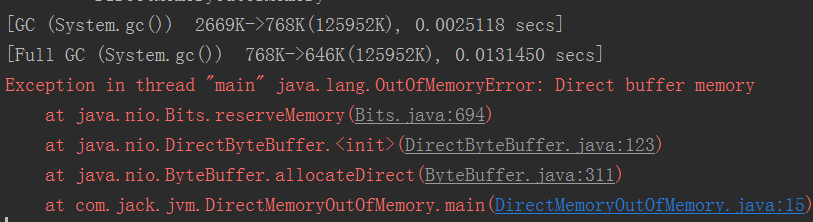 [GC (System.gc())  2669K->768K(125952K), 0.0025118 secs]
[Full GC (System.gc())  768K->646K(125952K), 0.0131450 secs]
Exception in thread "main" java.lang.OutOfMemoryError: Direct buffer memory
    at java.nio.Bits.reserveMemory(Bits.java:694)
    at java.nio.DirectByteBuffer.<init>(DirectByteBuffer.java:123)
    at java.nio.ByteBuffer.allocateDirect(ByteBuffer.java:311)
    at com.jack.jvm.DirectMemoryOutOfMemory.main(DirectMemoryOutOfMemory.java:15)